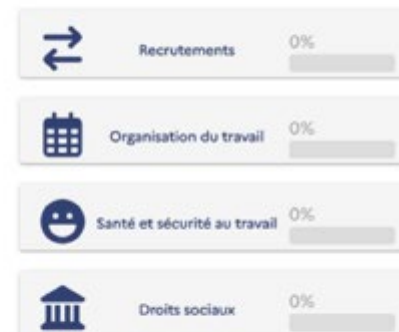 Recrutements 0%
Organisation du travail 0%
Santé et sécurité au travail 0%
Droits sociaux 0%